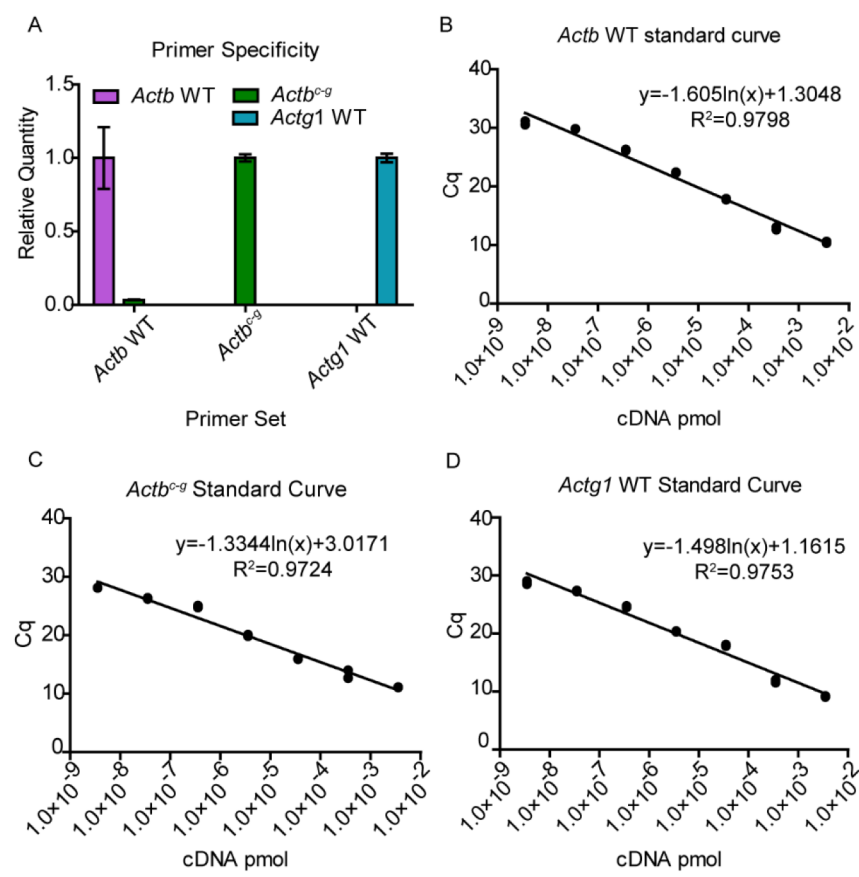 A
Primer Specificity
Relative Quantity
1.5
1.0
0.5
0.0
Actb WT
Actbᶜ⁻ᵍ
Actg1 WT
Actb WT
Actbᶜ⁻ᵍ
Actg1 WT
Primer Set
B
Actb WT standard curve
y=-1.605ln(x)+1.3048
R²=0.9798
Cq
40
30
20
10
0
1.0×10⁻⁹
1.0×10⁻⁸
1.0×10⁻⁷
1.0×10⁻⁶
1.0×10⁻⁵
1.0×10⁻⁴
1.0×10⁻³
1.0×10⁻²
cDNA pmol
C
Actbᶜ⁻ᵍ Standard Curve
y=-1.3344ln(x)+3.0171
R²=0.9724
Cq
40
30
20
10
0
1.0×10⁻⁹
1.0×10⁻⁸
1.0×10⁻⁷
1.0×10⁻⁶
1.0×10⁻⁵
1.0×10⁻⁴
1.0×10⁻³
1.0×10⁻²
cDNA pmol
D
Actg1 WT Standard Curve
y=-1.498ln(x)+1.1615
R²=0.9753
Cq
40
30
20
10
0
1.0×10⁻⁹
1.0×10⁻⁸
1.0×10⁻⁷
1.0×10⁻⁶
1.0×10⁻⁵
1.0×10⁻⁴
1.0×10⁻³
1.0×10⁻²
cDNA pmol